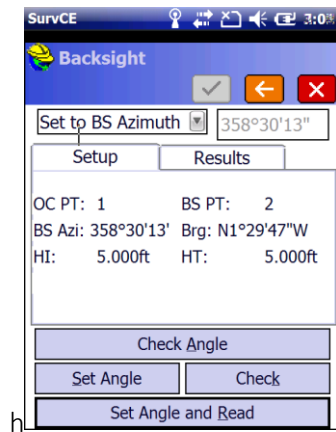 SurvCE 3:0
Backsight
Set to BS Azimuth 358°30'13"
Setup Results
OC PT: 1 BS PT: 2
BS Azi: 358°30'13' Brg: N1°29'47"W
HI: 5.000ft HT: 5.000ft
Check Angle
Set Angle Check
h Set Angle and Read